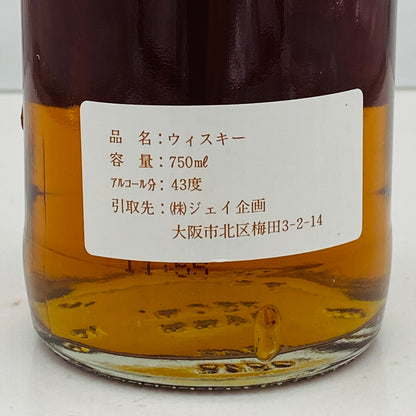 品 名：ウィスキー
容 量：750mℓ
アルコール分：43度
引取先：㈱ジェイ企画
大阪市北区梅田3-2-14